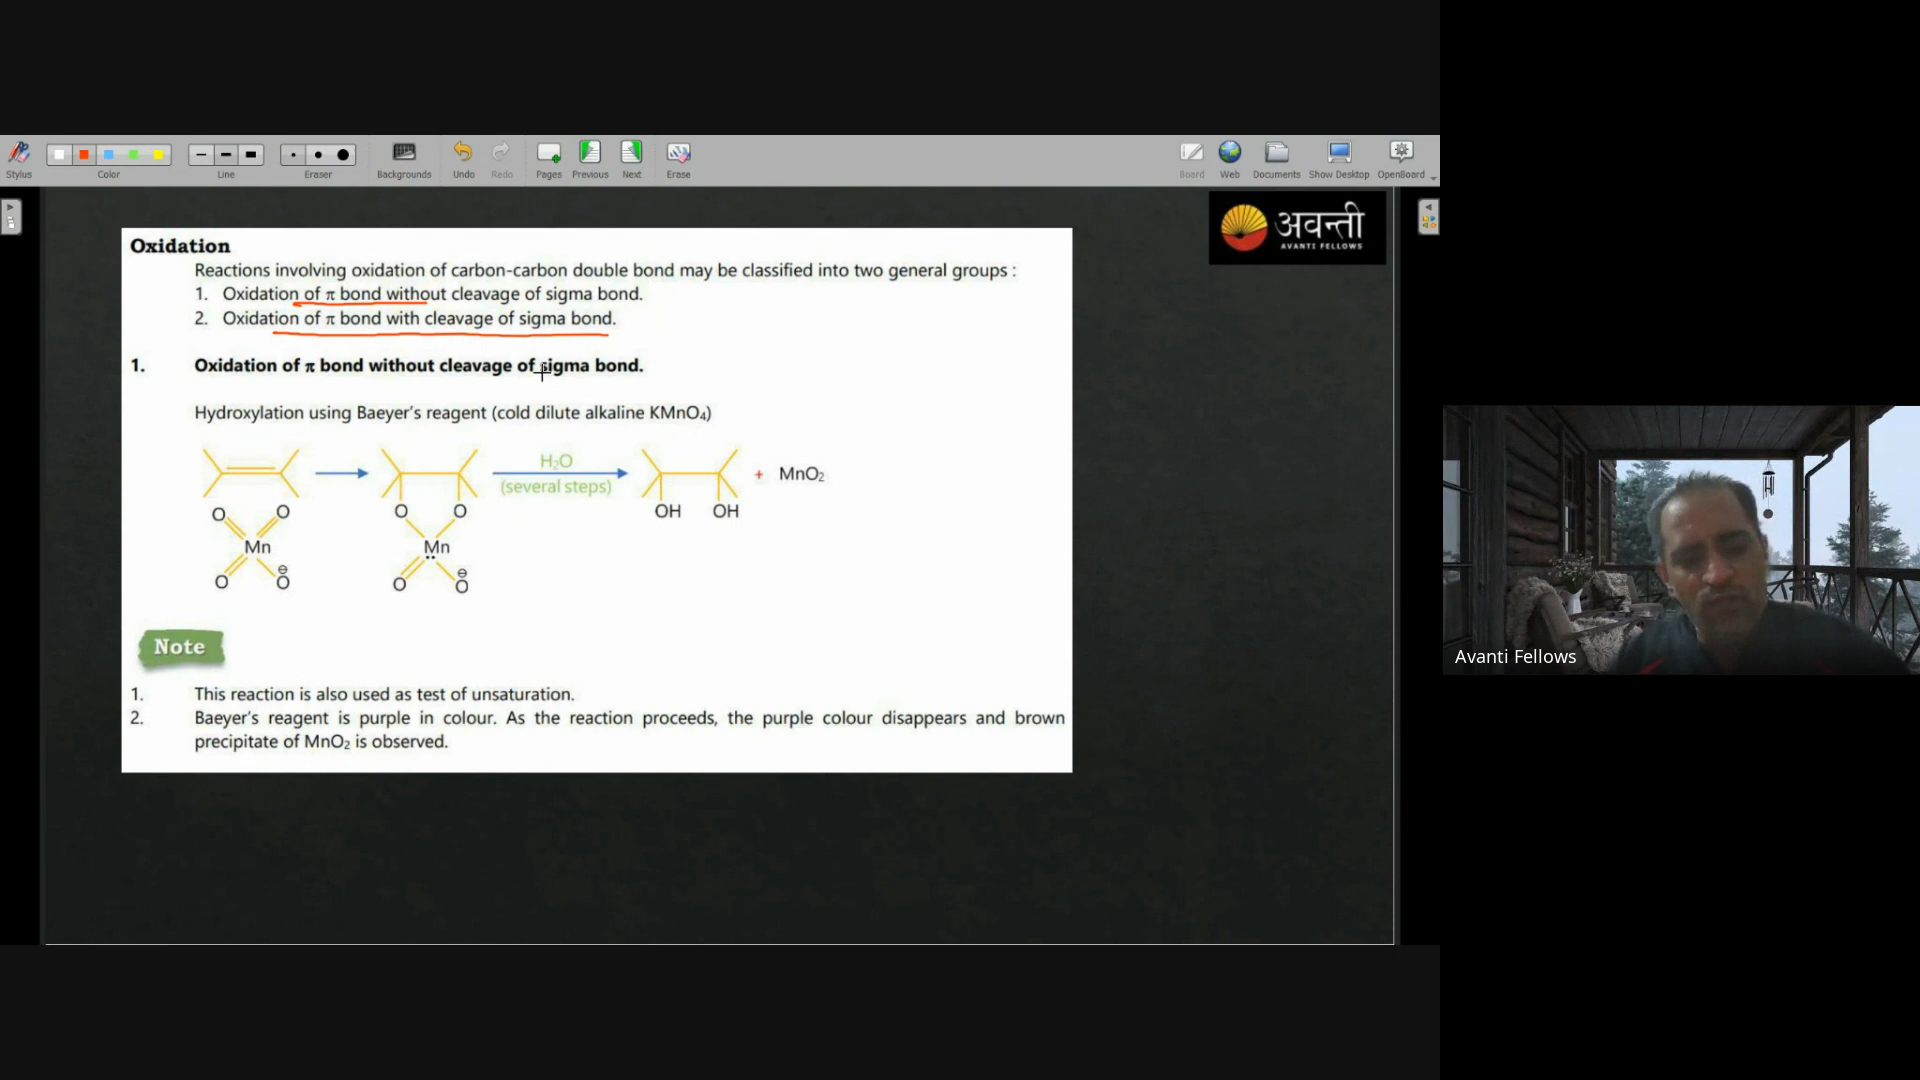 Stylus Color Line Eraser Backgrounds Undo Redo Pages Previous Next Erase Board Web Documents Show Desktop OpenBoard
अवन्ती
AVANTI FELLOWS
Oxidation
Reactions involving oxidation of carbon-carbon double bond may be classified into two general groups :
1. Oxidation of π bond without cleavage of sigma bond.
2. Oxidation of π bond with cleavage of sigma bond.
1. Oxidation of π bond without cleavage of sigma bond.
Hydroxylation using Baeyer's reagent (cold dilute alkaline KMnO₄)
H₂O
(several steps)
+ MnO₂
O O O O OH OH
Mn Mn
O O⊖ O O⊖
Note
1. This reaction is also used as test of unsaturation.
2. Baeyer's reagent is purple in colour. As the reaction proceeds, the purple colour disappears and brown
precipitate of MnO₂ is observed.
Avanti Fellows